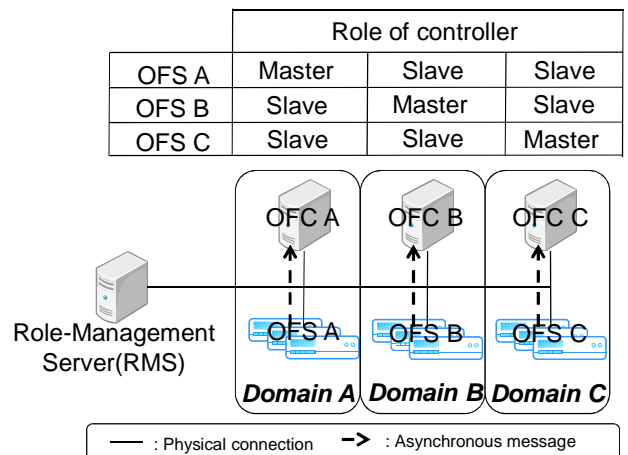 Role of controller
OFS A Master Slave Slave
OFS B Slave Master Slave
OFS C Slave Slave Master
OFC A OFC B OFC C
Role-Management
Server(RMS)
OFS A OFS B OFS C
Domain A Domain B Domain C
: Physical connection : Asynchronous message